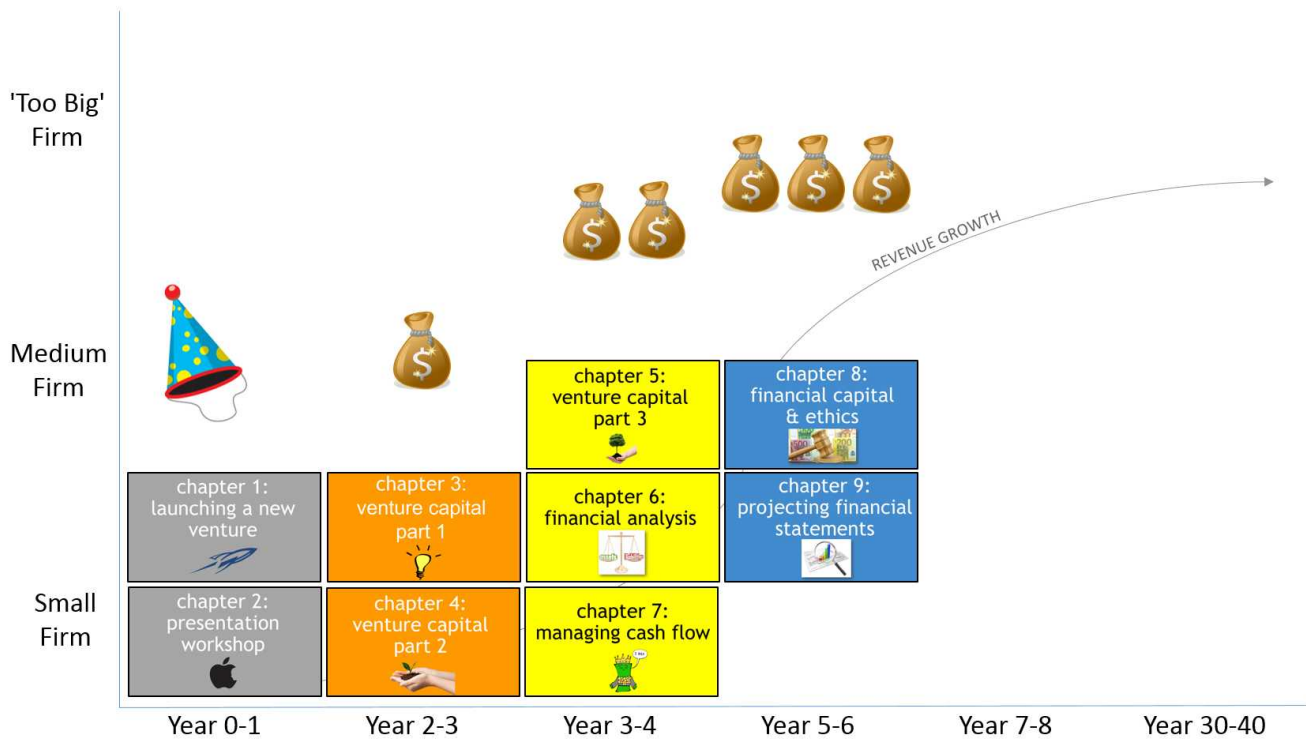 'Too Big'
Firm
$ $ $
$ $
REVENUE GROWTH
$
Medium
Firm
chapter 5:
venture capital
part 3
chapter 8:
financial capital
& ethics
chapter 1:
launching a new
venture
chapter 3:
venture capital
part 1
chapter 6:
financial analysis
chapter 9:
projecting financial
statements
Small
Firm
chapter 2:
presentation
workshop
chapter 4:
venture capital
part 2
chapter 7:
managing cash flow
Year 0-1
Year 2-3
Year 3-4
Year 5-6
Year 7-8
Year 30-40